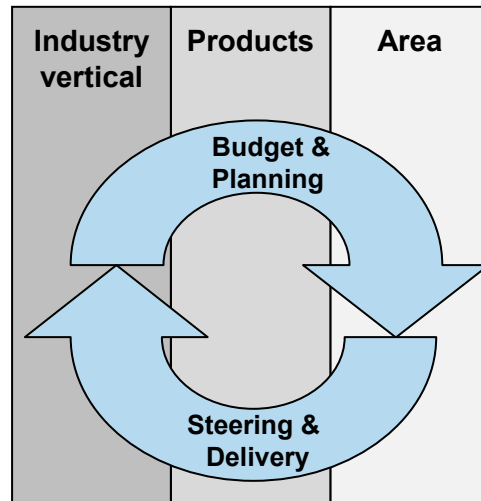 Industry
vertical
Products
Area
Budget &
Planning
Steering &
Delivery